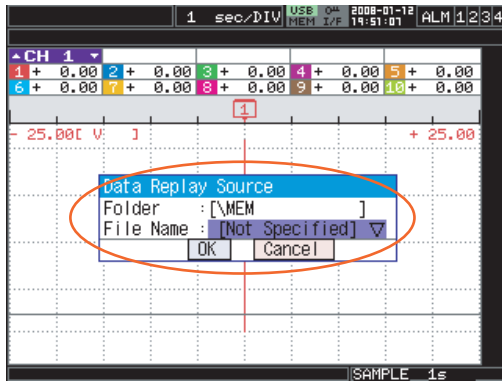 1 sec/DIV USB MEM I/F 2008-01-12 19:51:01 ALM 1 2 3 4
CH 1
1 + 0.00 2 + 0.00 3 + 0.00 4 + 0.00 5 + 0.00
6 + 0.00 7 + 0.00 8 + 0.00 9 + 0.00 10 + 0.00
1
- 25.00[ V ] + 25.00
Data Replay Source
Folder :[\MEM ]
File Name : [Not Specified]
OK Cancel
SAMPLE 1s